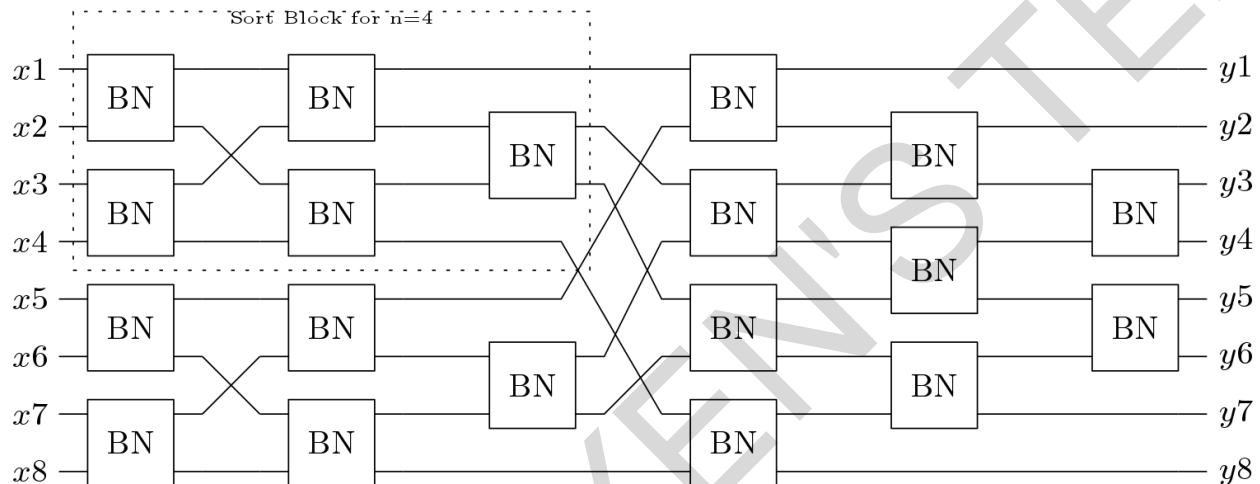 Sort Block for n=4
x1 BN BN BN y1
x2 BN BN y2
x3 BN BN BN BN y3
x4 BN y4
x5 BN BN BN BN y5
x6 BN BN y6
x7 BN BN BN y7
x8 y8